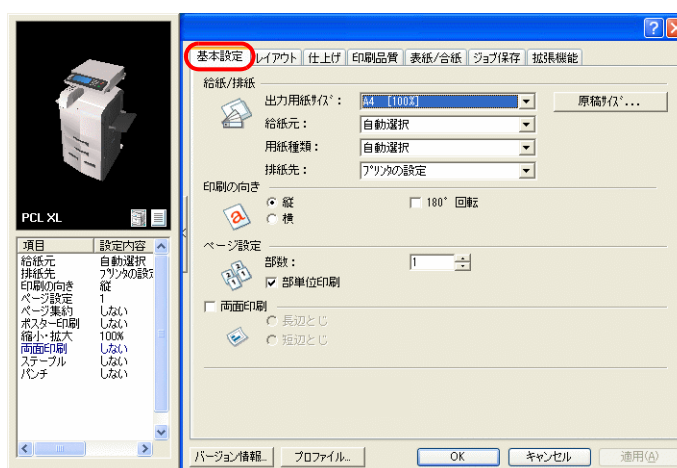 基本設定 レイアウト 仕上げ 印刷品質 表紙/合紙 ジョブ保存 拡張機能
給紙/排紙
出力用紙ｻｲｽﾞ: A4 [100%] 原稿ｻｲｽﾞ...
給紙元: 自動選択
用紙種類: 自動選択
排紙先: ﾌﾟﾘﾝﾀの設定
印刷の向き
縦 180° 回転
横
ページ設定
部数: 1
部単位印刷
両面印刷
長辺とじ
短辺とじ
PCL XL
項目 設定内容
給紙元 自動選択
排紙先 ﾌﾟﾘﾝﾀの設定
印刷の向き 縦
ページ設定 1
ページ集約 しない
ポスター印刷 しない
縮小・拡大 100%
両面印刷 しない
ステープル しない
パンチ しない
バージョン情報... プロファイル... OK キャンセル 適用(A)